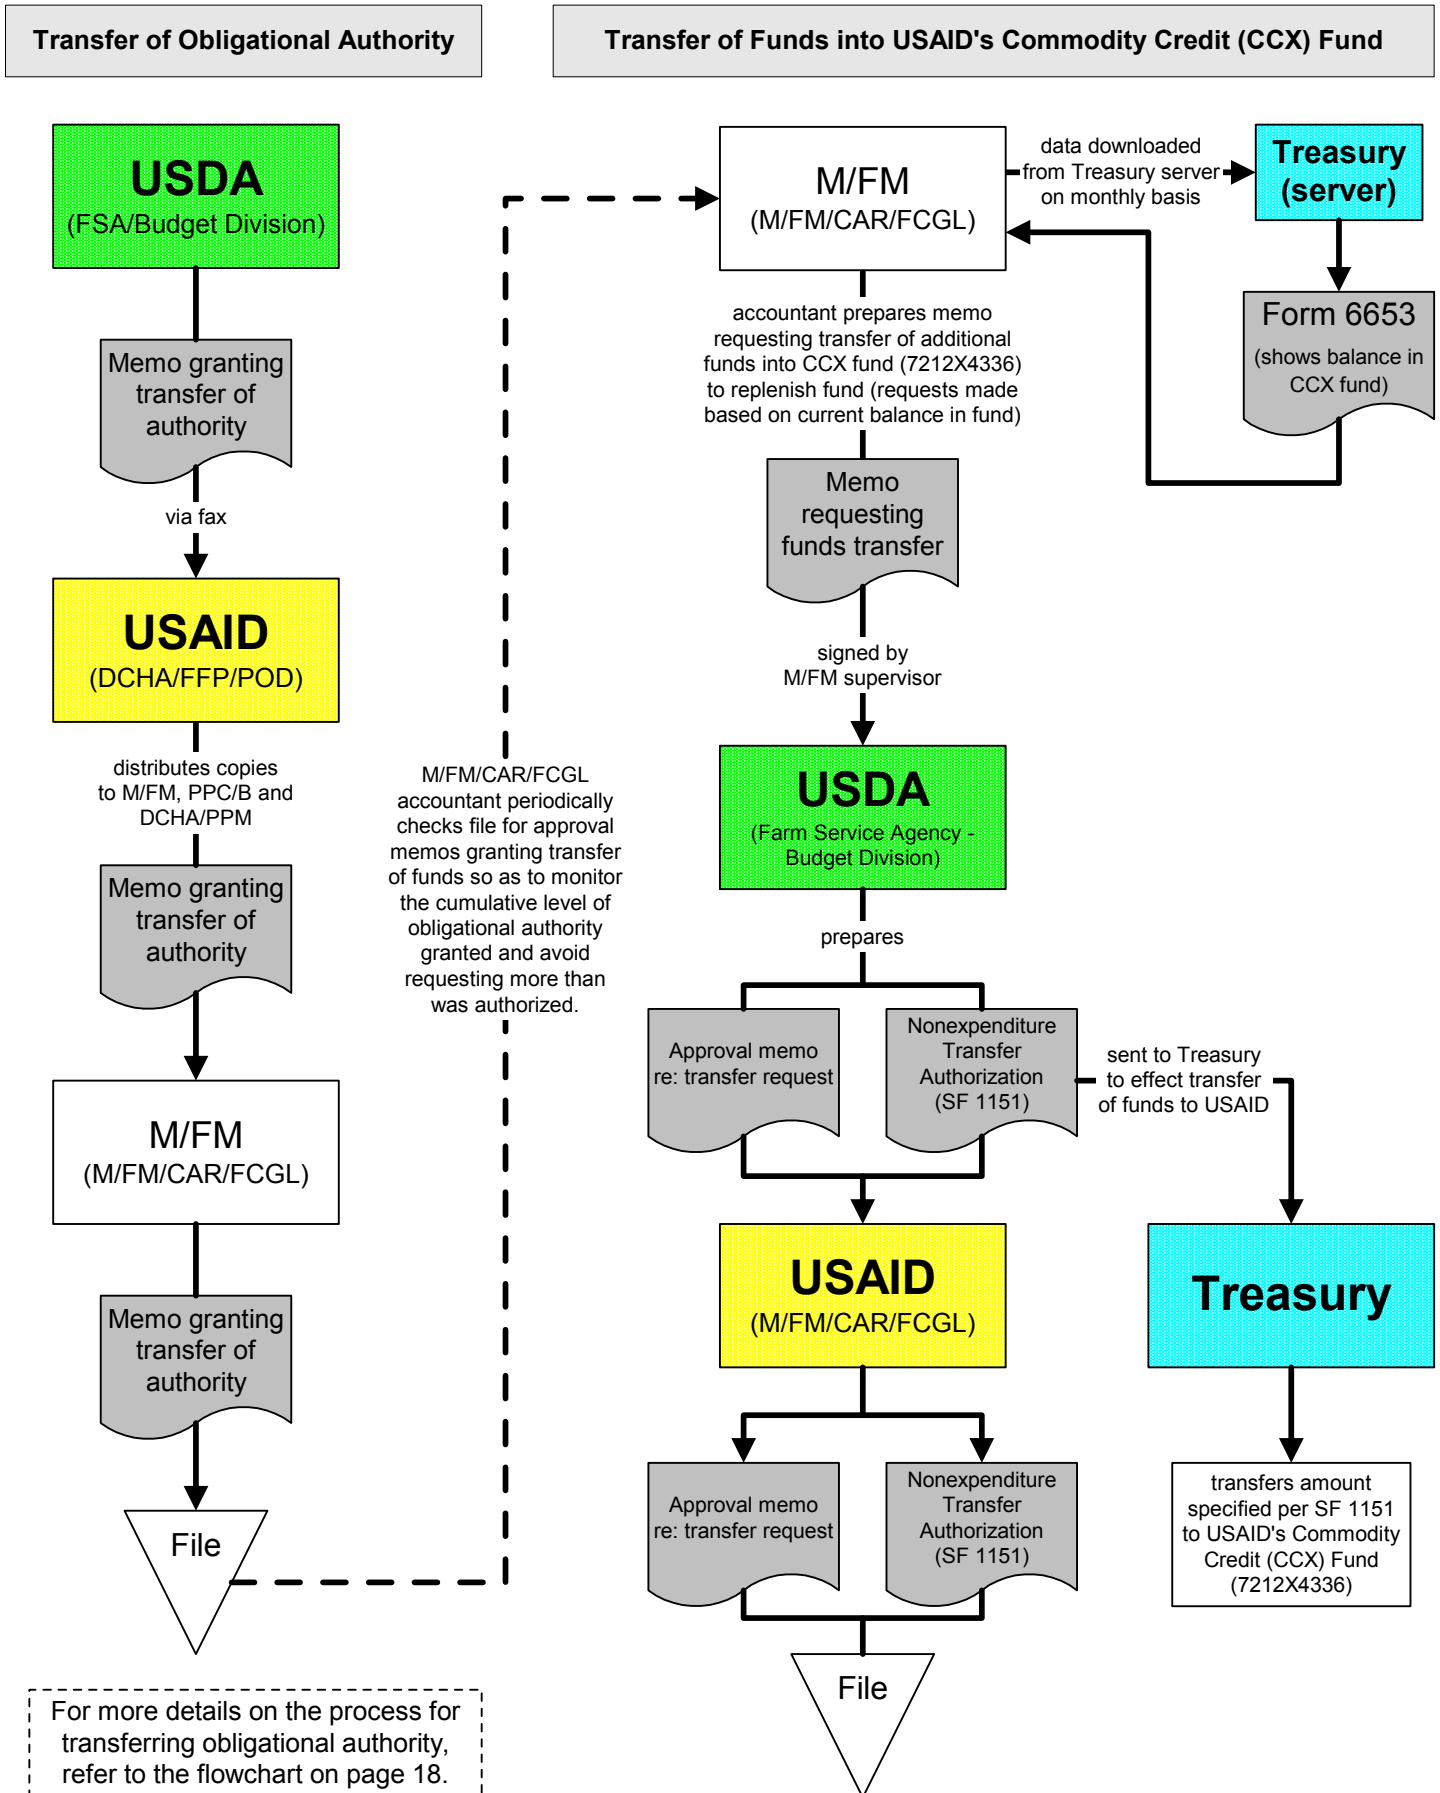 Transfer of Obligational Authority
USDA
(FSA/Budget Division)
Memo granting
transfer of
authority
via fax
USAID
(DCHA/FFP/POD)
distributes copies
to M/FM, PPC/B and
DCHA/PPM
Memo granting
transfer of
authority
M/FM
(M/FM/CAR/FCGL)
Memo granting
transfer of
authority
File
For more details on the process for
transferring obligational authority,
refer to the flowchart on page 18.
M/FM/CAR/FCGL
accountant periodically
checks file for approval
memos granting transfer
of funds so as to monitor
the cumulative level of
obligational authority
granted and avoid
requesting more than
was authorized.
Transfer of Funds into USAID's Commodity Credit (CCX) Fund
M/FM
(M/FM/CAR/FCGL)
data downloaded
from Treasury server
on monthly basis
Treasury
(server)
Form 6653
(shows balance in
CCX fund)
accountant prepares memo
requesting transfer of additional
funds into CCX fund (7212X4336)
to replenish fund (requests made
based on current balance in fund)
Memo
requesting
funds transfer
signed by
M/FM supervisor
USDA
(Farm Service Agency -
Budget Division)
prepares
Approval memo
re: transfer request
Nonexpenditure
Transfer
Authorization
(SF 1151)
sent to Treasury
to effect transfer
of funds to USAID
USAID
(M/FM/CAR/FCGL)
Treasury
Approval memo
re: transfer request
Nonexpenditure
Transfer
Authorization
(SF 1151)
transfers amount
specified per SF 1151
to USAID's Commodity
Credit (CCX) Fund
(7212X4336)
File